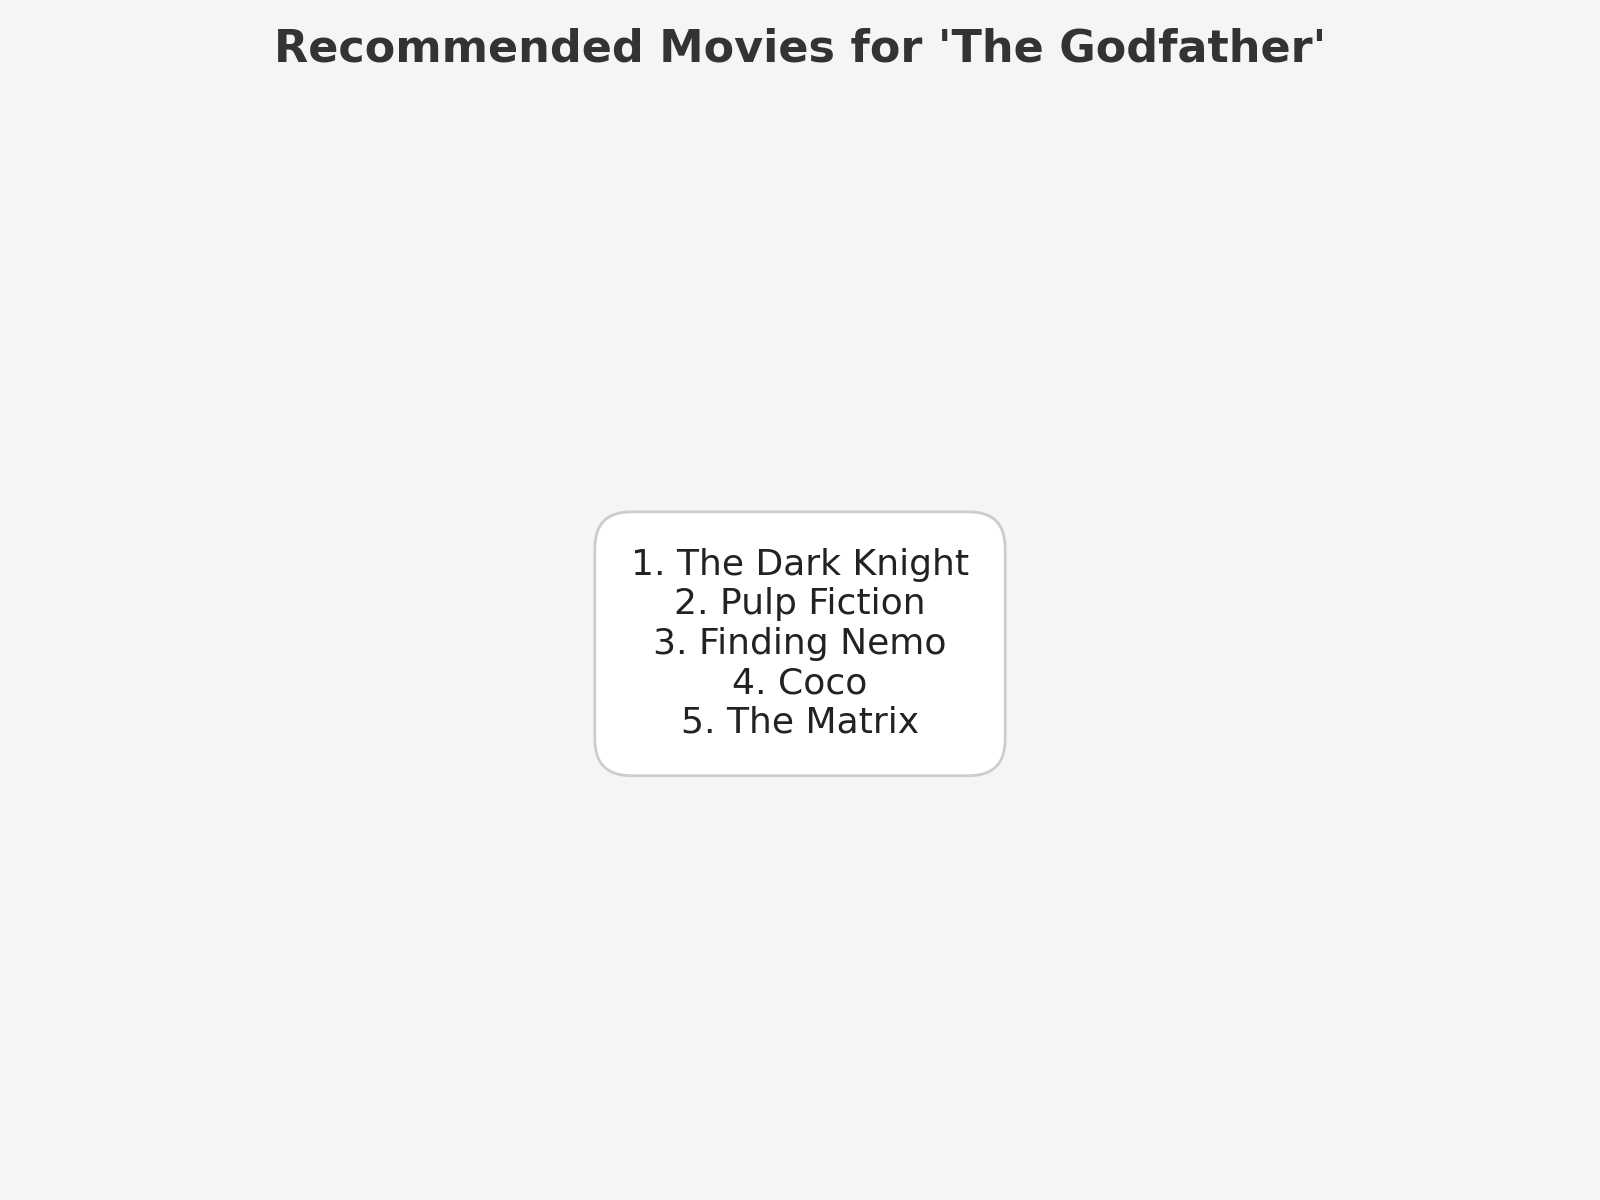 Recommended Movies for 'The Godfather'
1. The Dark Knight
2. Pulp Fiction
3. Finding Nemo
4. Coco
5. The Matrix